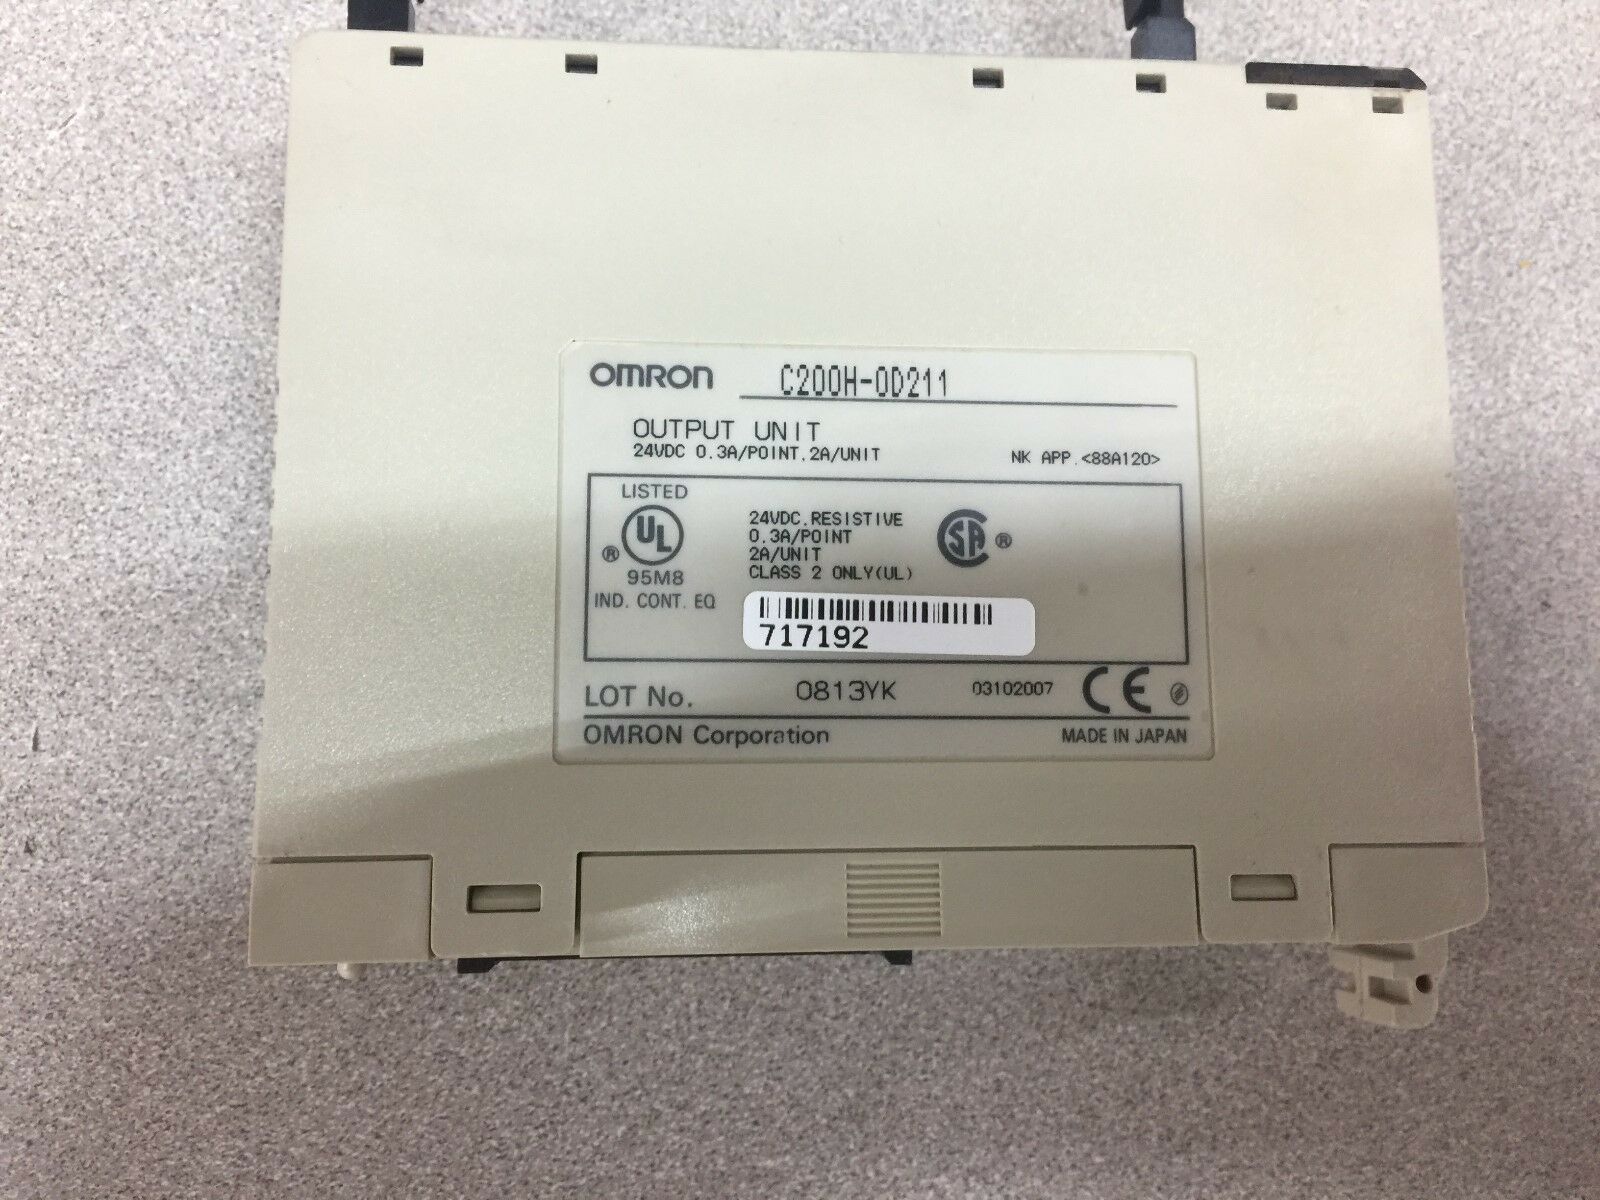 OMRON C200H-OD211
OUTPUT UNIT
24VDC 0.3A/POINT.2A/UNIT NK APP.<88A120>
LISTED
UL
®
95M8
IND. CONT. EQ
24VDC.RESISTIVE
0.3A/POINT
2A/UNIT
CLASS 2 ONLY(UL)
SA ®
717192
LOT No. 0813YK 03102007 CE
OMRON Corporation MADE IN JAPAN